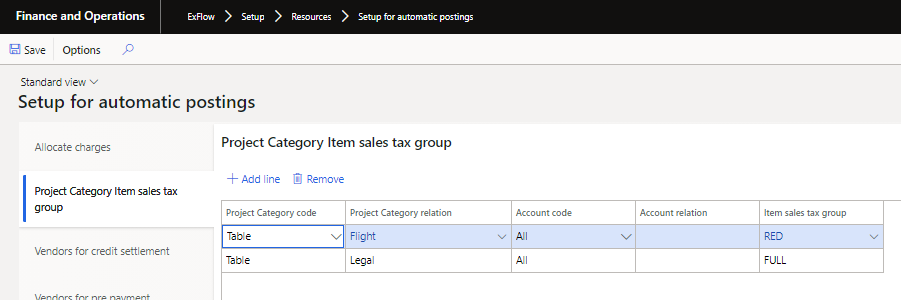 Finance and Operations ExFlow Setup Resources Setup for automatic postings
Save Options
Standard view
Setup for automatic postings
Allocate charges
Project Category Item sales tax
group
Vendors for credit settlement
Vendors for pre payment
Project Category Item sales tax group
Add line Remove
Project Category code Project Category relation Account code Account relation Item sales tax group
Table Flight All RED
Table Legal All FULL